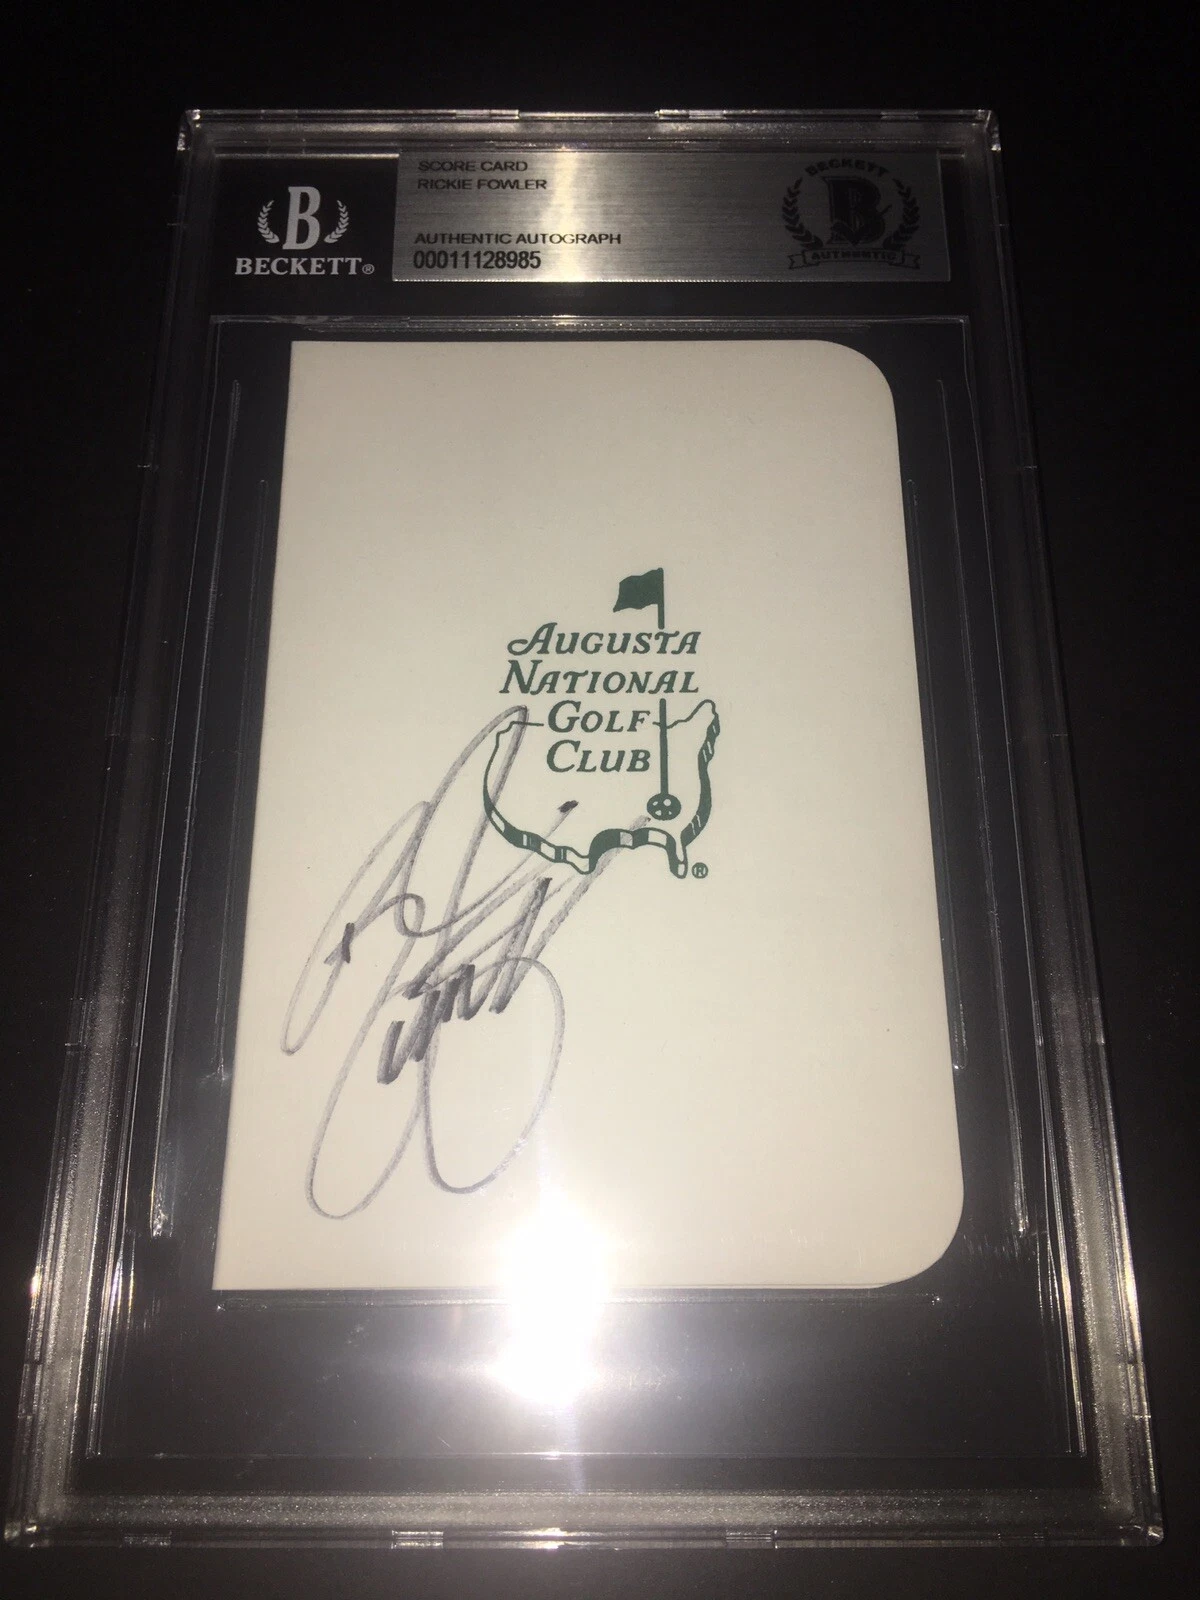 SCORE CARD
RICKIE FOWLER
AUTHENTIC AUTOGRAPH
00011128985
B
BECKETT®
BECKETT
B
AUTHENTIC
AUGUSTA
NATIONAL
GOLF
CLUB
®